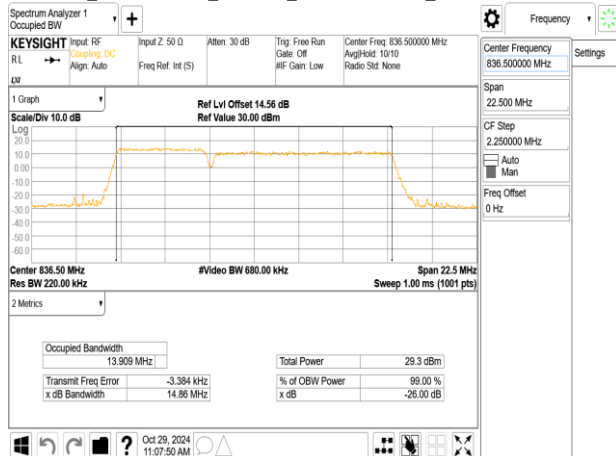 Spectrum Analyzer 1
Occupied BW
Frequency
KEYSIGHT
Input: RF
Coupling: DC
Align: Auto
Input Z: 50 Ω
Freq Ref: Int (S)
Atten: 30 dB
Trig: Free Run
Gate: Off
#IF Gain: Low
Center Freq: 836.500000 MHz
Avg|Hold: 10/10
Radio Std: None
RL
LXI
Center Frequency
836.500000 MHz
Settings
Span
22.500 MHz
CF Step
2.250000 MHz
Auto
Man
Freq Offset
0 Hz
1 Graph
Scale/Div 10.0 dB
Ref Lvl Offset 14.56 dB
Ref Value 30.00 dBm
Log
20.0
10.0
0.00
-10.0
-20.0
-30.0
-40.0
-50.0
-60.0
Center 836.50 MHz
#Video BW 680.00 kHz
Span 22.5 MHz
Res BW 220.00 kHz
Sweep 1.00 ms (1001 pts)
2 Metrics
Occupied Bandwidth
13.909 MHz
Total Power 29.3 dBm
Transmit Freq Error -3.384 kHz
% of OBW Power 99.00 %
x dB Bandwidth 14.86 MHz
x dB -26.00 dB
?
Oct 29, 2024
11:07:50 AM